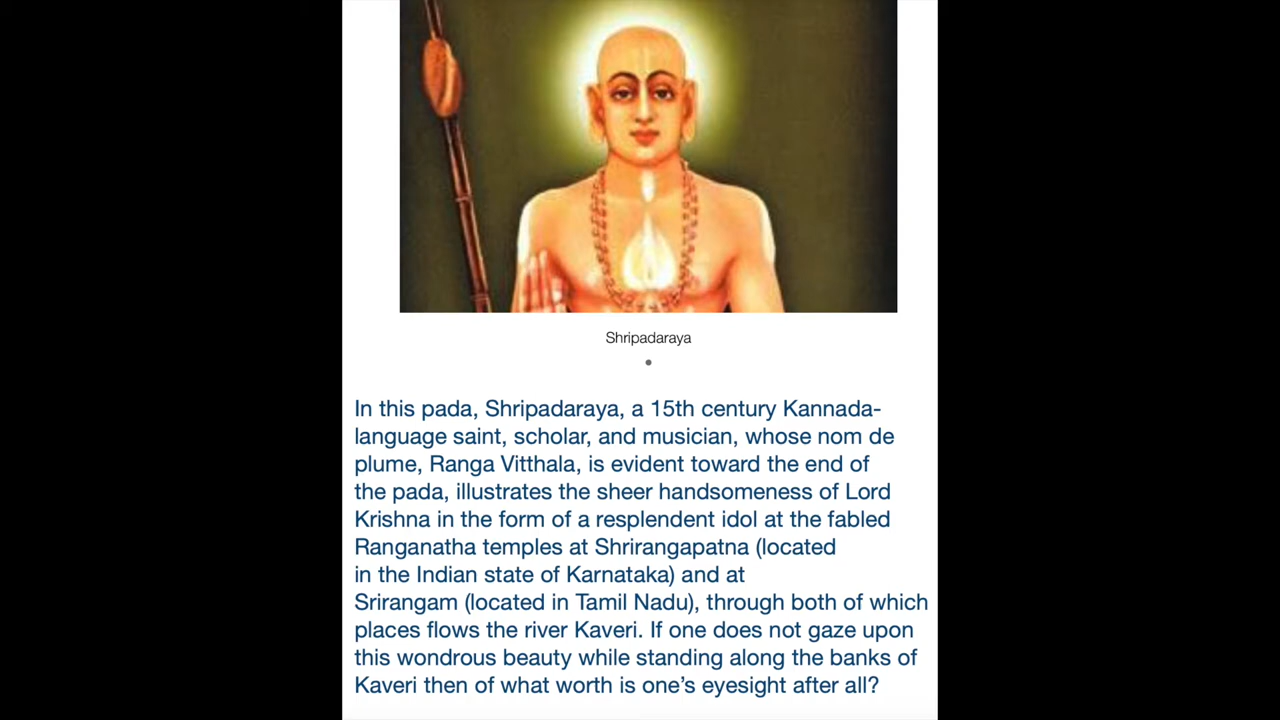 Shripadaraya
In this pada, Shripadaraya, a 15th century Kannada-
language saint, scholar, and musician, whose nom de
plume, Ranga Vitthala, is evident toward the end of
the pada, illustrates the sheer handsomeness of Lord
Krishna in the form of a resplendent idol at the fabled
Ranganatha temples at Shrirangapatna (located
in the Indian state of Karnataka) and at
Srirangam (located in Tamil Nadu), through both of which
places flows the river Kaveri. If one does not gaze upon
this wondrous beauty while standing along the banks of
Kaveri then of what worth is one’s eyesight after all?